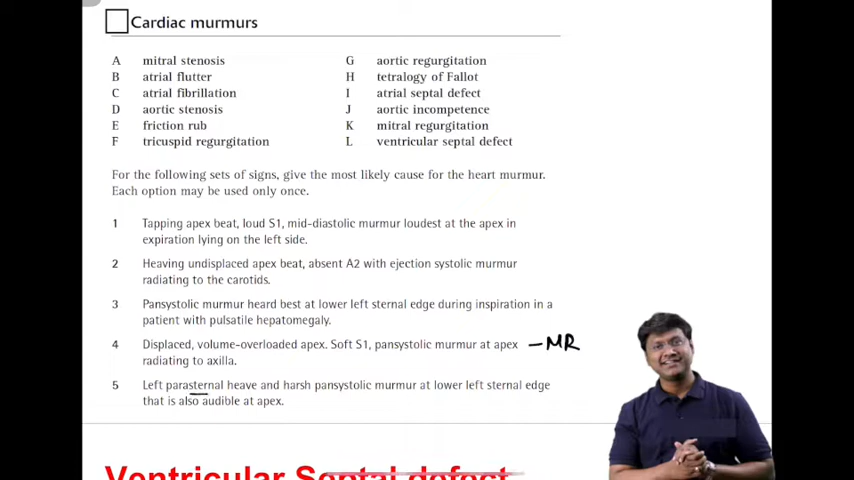 Cardiac murmurs
A mitral stenosis
B atrial flutter
C atrial fibrillation
D aortic stenosis
E friction rub
F tricuspid regurgitation
G aortic regurgitation
H tetralogy of Fallot
I atrial septal defect
J aortic incompetence
K mitral regurgitation
L ventricular septal defect
For the following sets of signs, give the most likely cause for the heart murmur.
Each option may be used only once.
1 Tapping apex beat, loud S1, mid-diastolic murmur loudest at the apex in
expiration lying on the left side.
2 Heaving undisplaced apex beat, absent A2 with ejection systolic murmur
radiating to the carotids.
3 Pansystolic murmur heard best at lower left sternal edge during inspiration in a
patient with pulsatile hepatomegaly.
4 Displaced, volume-overloaded apex. Soft S1, pansystolic murmur at apex – MR
radiating to axilla.
5 Left parasternal heave and harsh pansystolic murmur at lower left sternal edge
that is also audible at apex.
Ventricular Septal defect